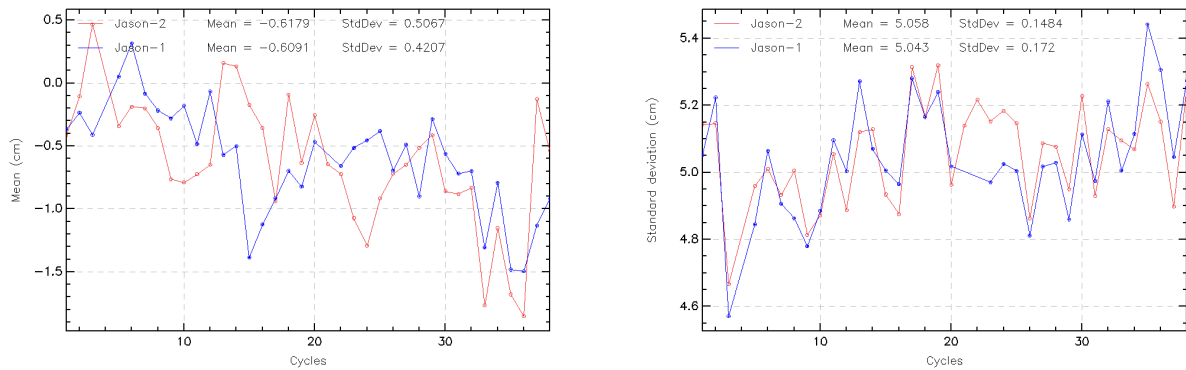 Jason-2 Mean = -0.6179 StdDev = 0.5067
Jason-1 Mean = -0.6091 StdDev = 0.4207
0.5
0.0
-0.5
-1.0
-1.5
Mean (cm)
10 20 30
Cycles
Jason-2 Mean = 5.058 StdDev = 0.1484
Jason-1 Mean = 5.043 StdDev = 0.172
5.4
5.2
5.0
4.8
4.6
Standard deviation (cm)
10 20 30
Cycles